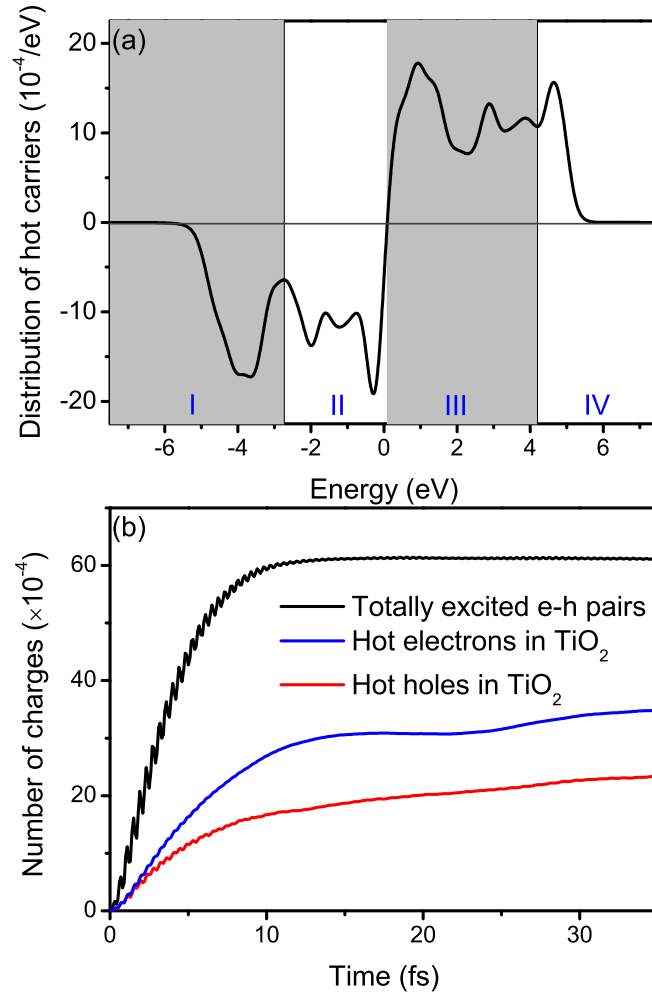 (a)
Distribution of hot carriers (10⁻⁴/eV)
20
10
0
-10
-20
I
II
III
IV
-6
-4
-2
0
2
4
6
Energy (eV)
(b)
Number of charges (×10⁻⁴)
60
40
20
0
Totally excited e-h pairs
Hot electrons in TiO₂
Hot holes in TiO₂
0
10
20
30
Time (fs)